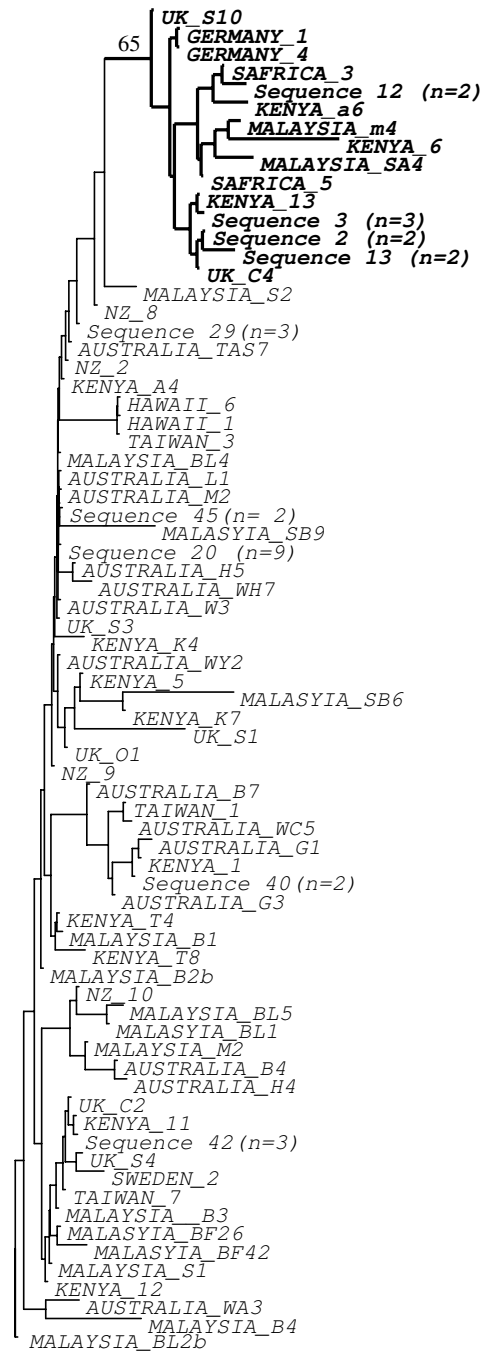 UK_S10
65
GERMANY_1
GERMANY_4
SAFRICA_3
Sequence 12 (n=2)
KENYA_a6
MALAYSIA_m4
KENYA_6
MALAYSIA_SA4
SAFRICA_5
KENYA_13
Sequence 3 (n=3)
Sequence 2 (n=2)
Sequence 13 (n=2)
UK_C4
MALAYSIA_S2
NZ_8
Sequence 29(n=3)
AUSTRALIA_TAS7
NZ_2
KENYA_A4
HAWAII_6
HAWAII_1
TAIWAN_3
MALAYSIA_BL4
AUSTRALIA_L1
AUSTRALIA_M2
Sequence 45(n= 2)
MALASYIA_SB9
Sequence 20 (n=9)
AUSTRALIA_H5
AUSTRALIA_WH7
AUSTRALIA_W3
UK_S3
KENYA_K4
AUSTRALIA_WY2
KENYA_5
MALASYIA_SB6
KENYA_K7
UK_S1
UK_O1
NZ_9
AUSTRALIA_B7
TAIWAN_1
AUSTRALIA_WC5
AUSTRALIA_G1
KENYA_1
Sequence 40(n=2)
AUSTRALIA_G3
KENYA_T4
MALAYSIA_B1
KENYA_T8
MALAYSIA_B2b
NZ_10
MALAYSIA_BL5
MALASYIA_BL1
MALAYSIA_M2
AUSTRALIA_B4
AUSTRALIA_H4
UK_C2
KENYA_11
Sequence 42(n=3)
UK_S4
SWEDEN_2
TAIWAN_7
MALAYSIA__B3
MALASYIA_BF26
MALASYIA_BF42
MALAYSIA_S1
KENYA_12
AUSTRALIA_WA3
MALAYSIA_B4
MALAYSIA_BL2b